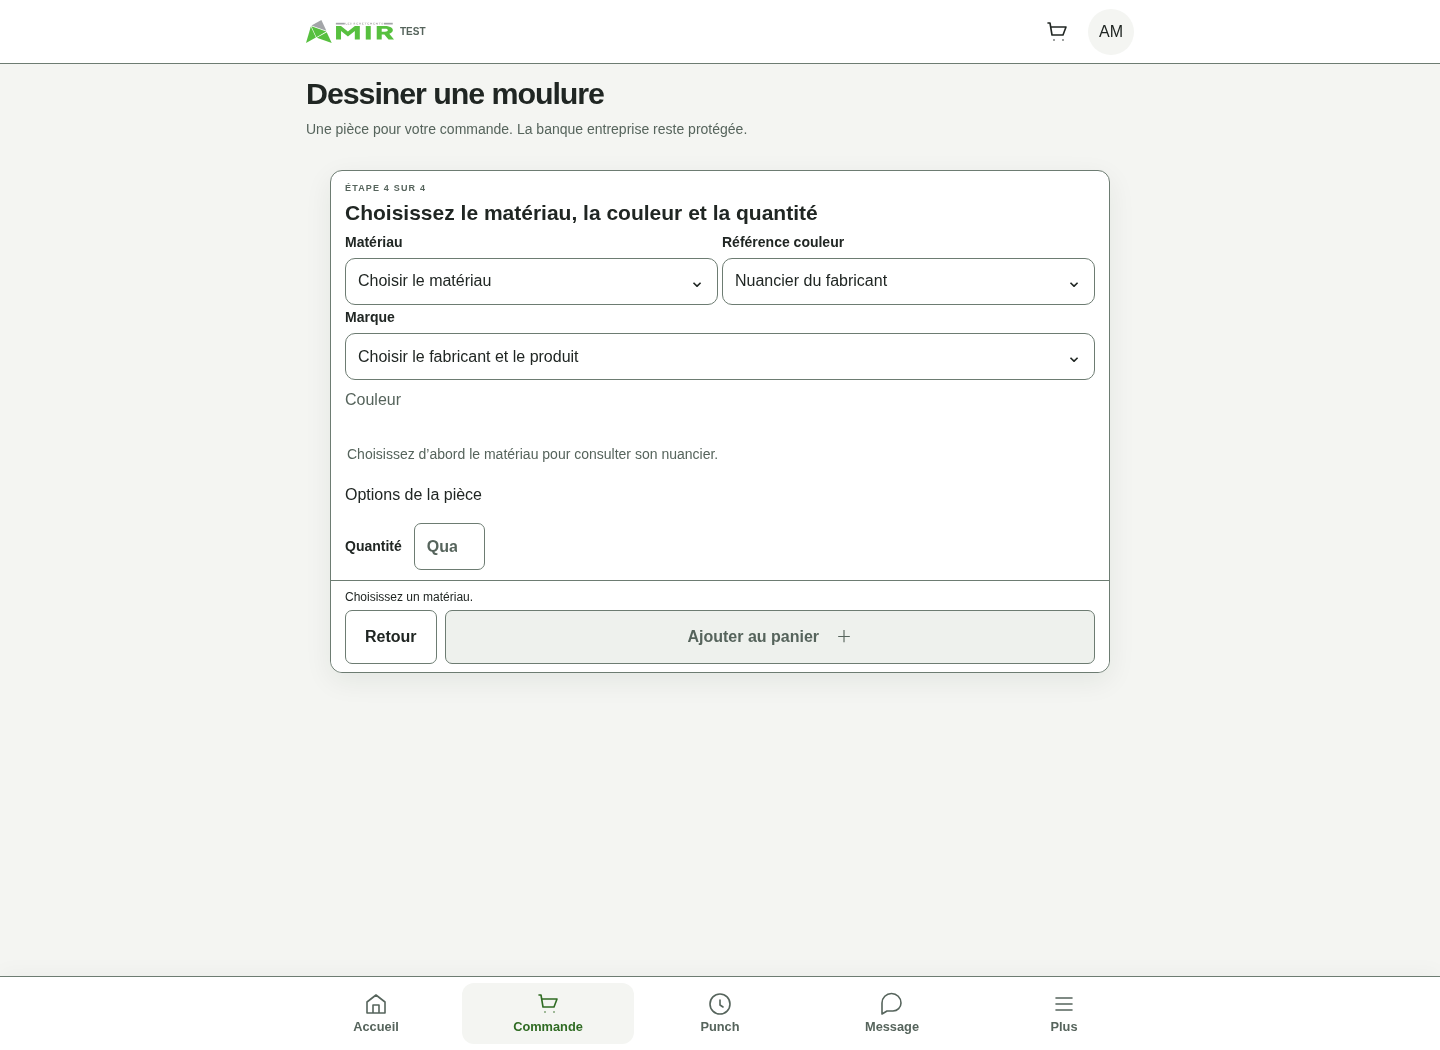 AMIR TEST
AM
Dessiner une moulure
Une pièce pour votre commande. La banque entreprise reste protégée.
ÉTAPE 4 SUR 4
Choisissez le matériau, la couleur et la quantité
Matériau
Référence couleur
Choisir le matériau
Nuancier du fabricant
Marque
Choisir le fabricant et le produit
Couleur
Choisissez d’abord le matériau pour consulter son nuancier.
Options de la pièce
Quantité
Qua
Choisissez un matériau.
Retour
Ajouter au panier
Accueil
Commande
Punch
Message
Plus